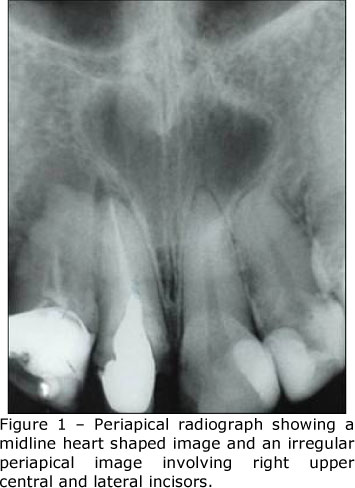 Figure 1 – Periapical radiograph showing a
midline heart shaped image and an irregular
periapical image involving right upper
central and lateral incisors.